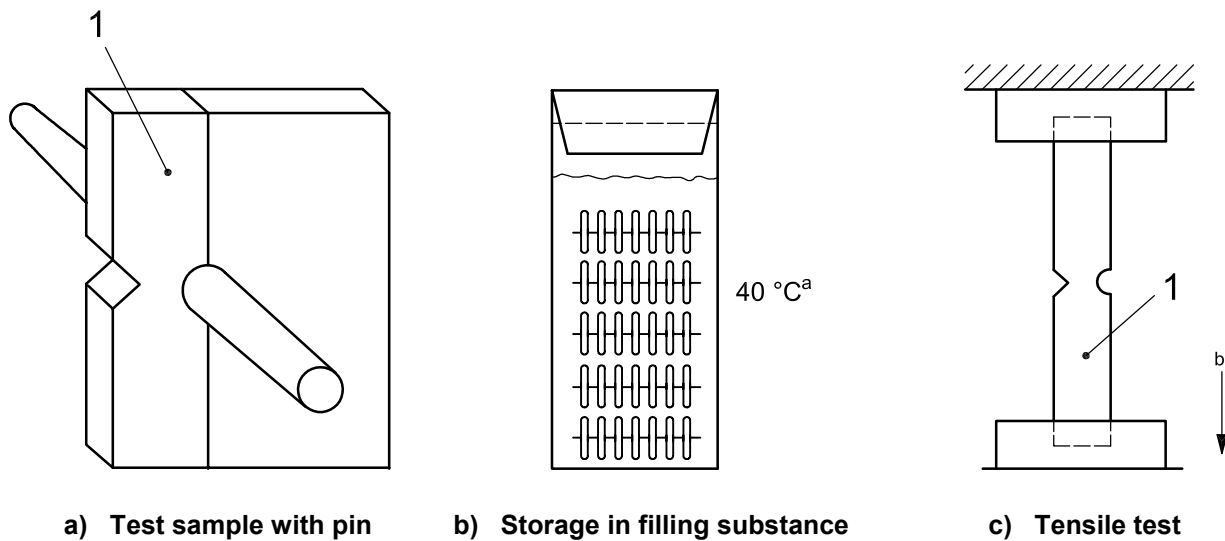 1
40 °Cᵃ
1
b
a) Test sample with pin
b) Storage in filling substance
c) Tensile test